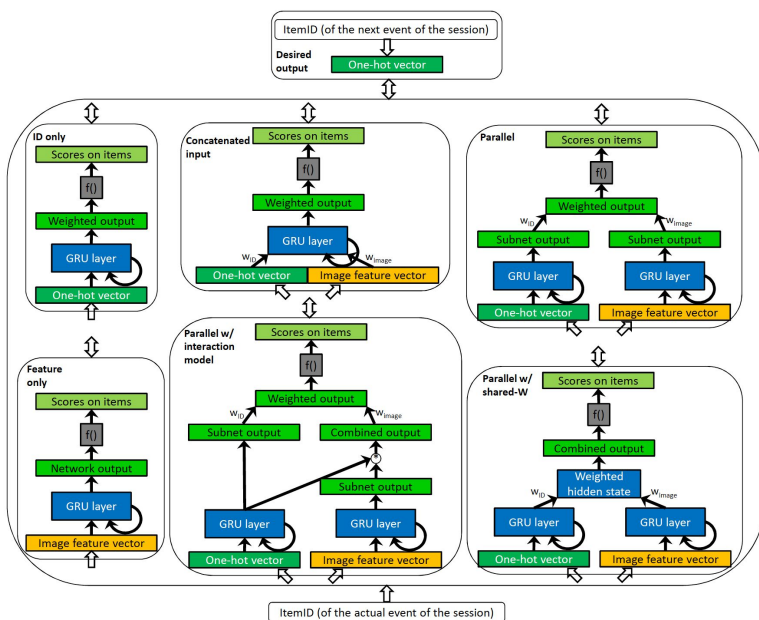 ItemID (of the next event of the session)
Desired
output
One-hot vector
ID only
Scores on items
f()
Weighted output
GRU layer
One-hot vector
Concatenated
input
Scores on items
f()
Weighted output
GRU layer
wID
wimage
One-hot vector
Image feature vector
Parallel
Scores on items
f()
Weighted output
wID
wimage
Subnet output
Subnet output
GRU layer
GRU layer
One-hot vector
Image feature vector
Feature
only
Scores on items
f()
Network output
GRU layer
Image feature vector
Parallel w/
interaction
model
Scores on items
f()
Weighted output
wID
wimage
Subnet output
Combined output
*
Subnet output
GRU layer
GRU layer
One-hot vector
Image feature vector
Parallel w/
shared-W
Scores on items
f()
Combined output
Weighted
hidden state
wID
wimage
GRU layer
GRU layer
One-hot vector
Image feature vector
ItemID (of the actual event of the session)